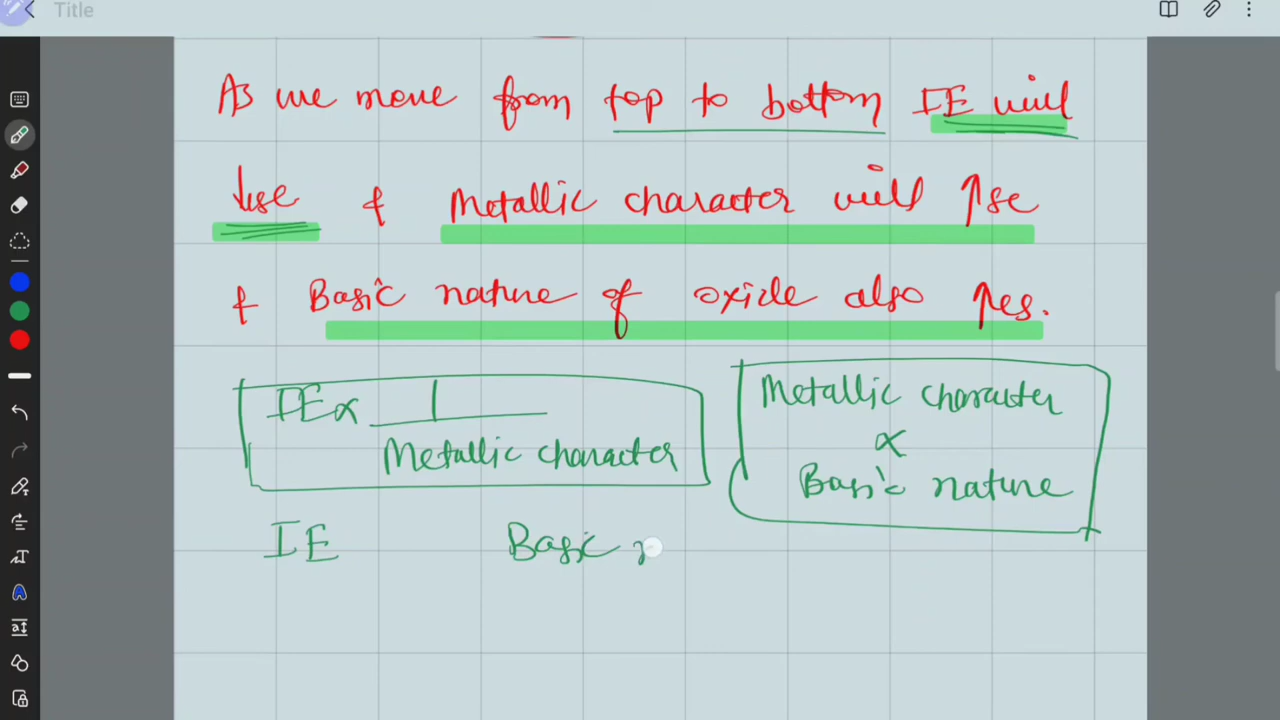 Title
As we move from top to bottom IE will
↓se & Metallic character will ↑se
& Basic nature of oxide also ↑es.
IE ∝ 1
Metallic character
Metallic character
∝
Basic nature
IE Basic